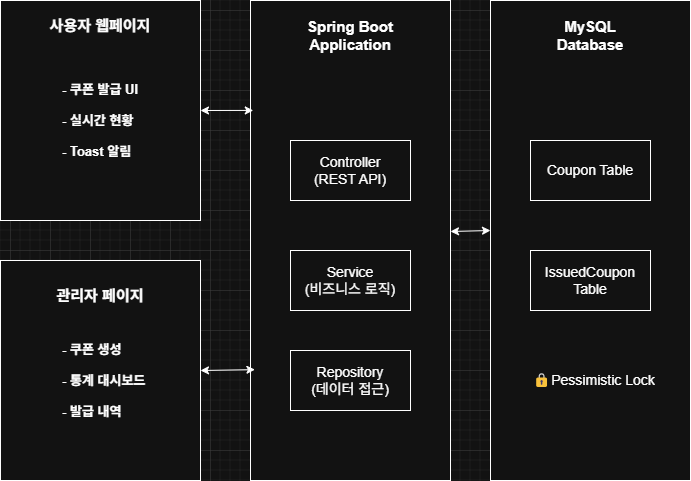 사용자 웹페이지
- 쿠폰 발급 UI
- 실시간 현황
- Toast 알림
관리자 페이지
- 쿠폰 생성
- 통계 대시보드
- 발급 내역
Spring Boot
Application
Controller
(REST API)
Service
(비즈니스 로직)
Repository
(데이터 접근)
MySQL
Database
Coupon Table
IssuedCoupon
Table
🔒 Pessimistic Lock